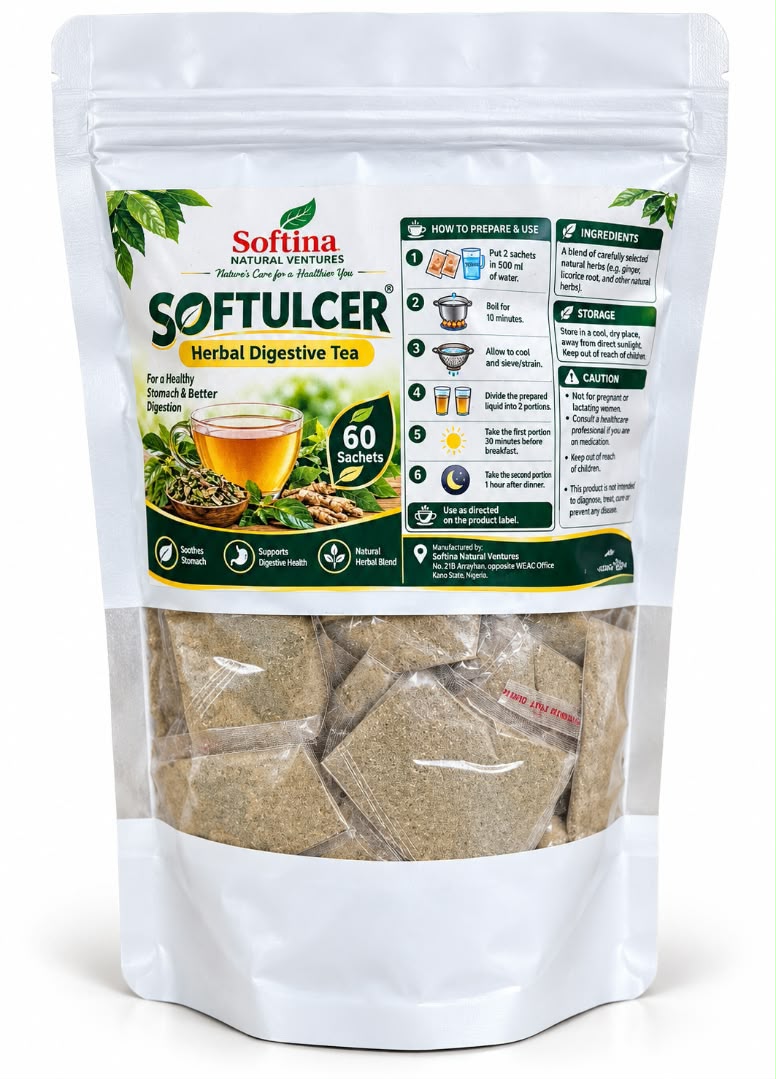 Softina
NATURAL VENTURES
Nature's Care for a Healthier You
SOFTULCER®
Herbal Digestive Tea
For a Healthy
Stomach & Better
Digestion
60
Sachets
Soothes
Stomach
Supports
Digestive Health
Natural
Herbal Blend
HOW TO PREPARE & USE
1
Put 2 sachets
in 500 ml
of water.
2
Boil for
10 minutes.
3
Allow to cool
and sieve/strain.
4
Divide the prepared
liquid into 2 portions.
5
Take the first portion
30 minutes before
breakfast.
6
Take the second portion
1 hour after dinner.
Use as directed
on the product label.
INGREDIENTS
A blend of carefully selected
natural herbs (e.g. ginger,
licorice root, and other natural
herbs).
STORAGE
Store in a cool, dry place,
away from direct sunlight.
Keep out of reach of children.
CAUTION
• Not for pregnant or
lactating women.
• Consult a healthcare
professional if you are
on medication.
• Keep out of reach
of children.
• This product is not intended
to diagnose, treat, cure or
prevent any disease.
Manufactured by:
Softina Natural Ventures
No. 21B Arrayhan, opposite WEAC Office
Kano State, Nigeria.